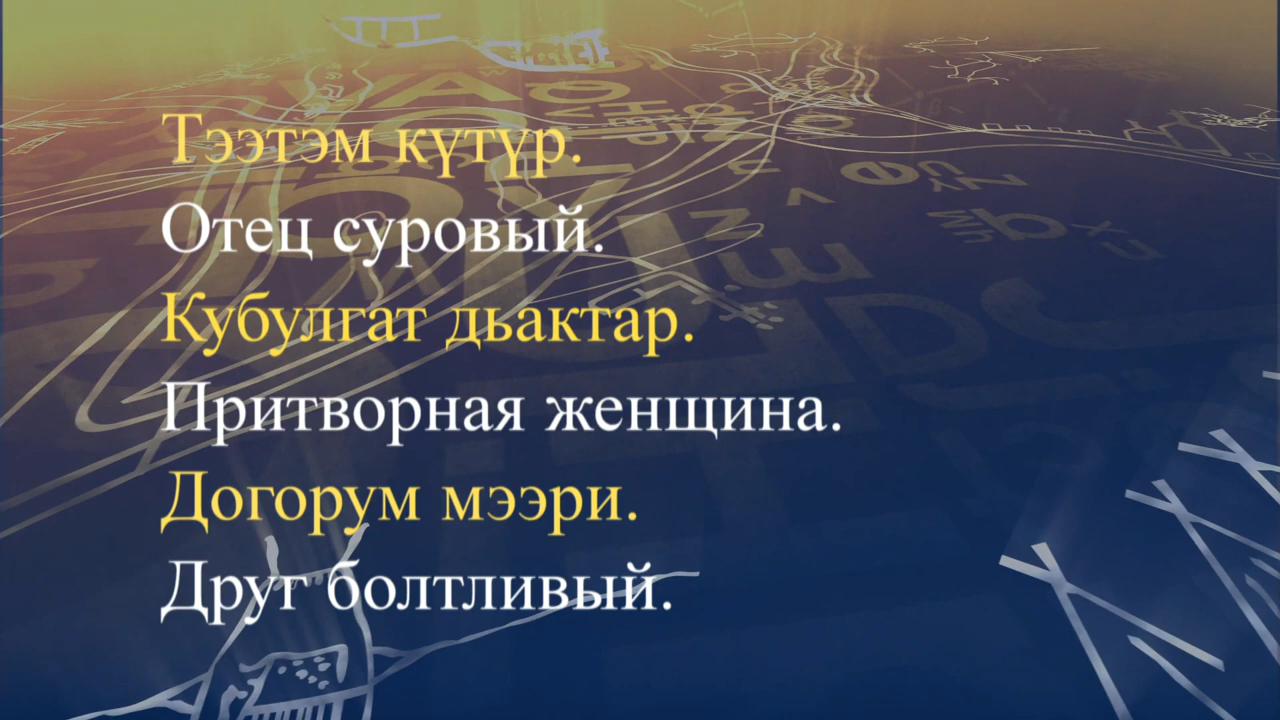 Тээтэм күтүр.
Отец суровый.
Кубулгат дьактар.
Притворная женщина.
Догорум мээри.
Друг болтливый.